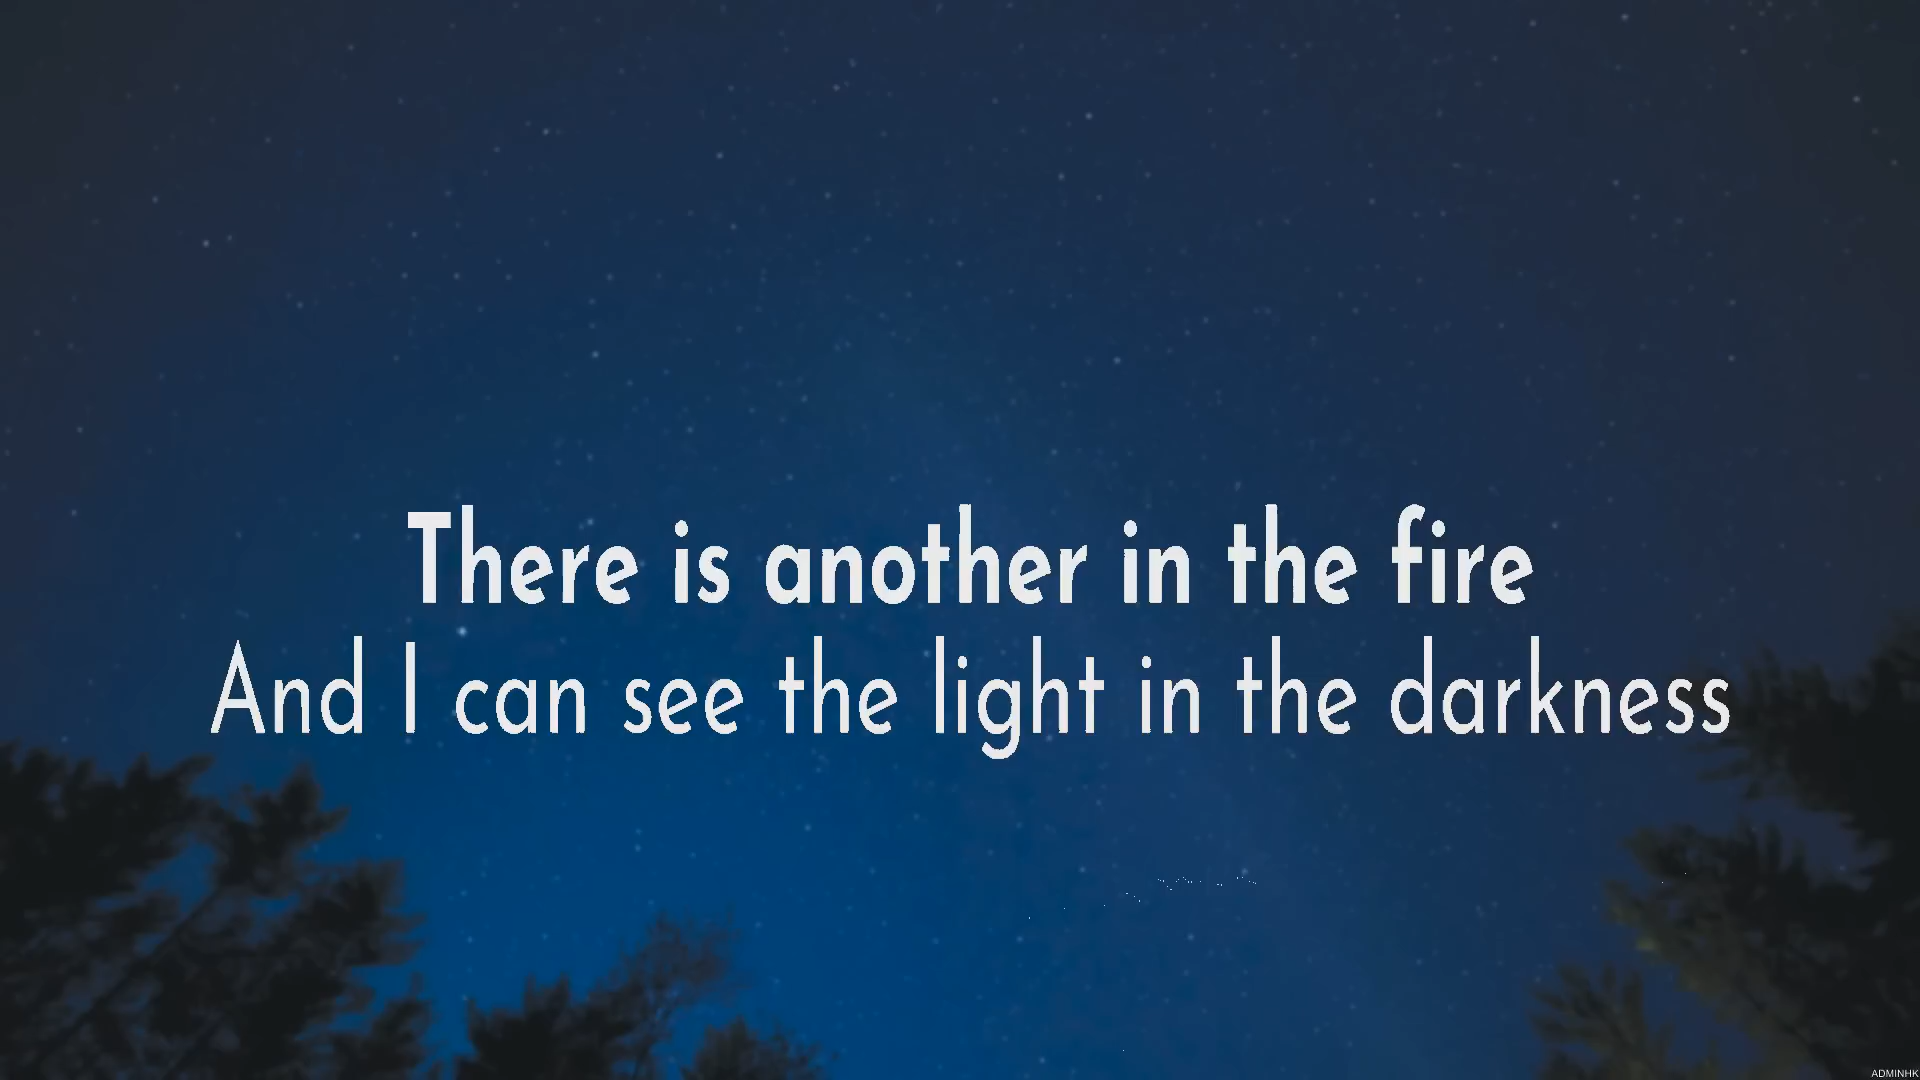 There is another in the fire
And I can see the light in the darkness
ADMINHK